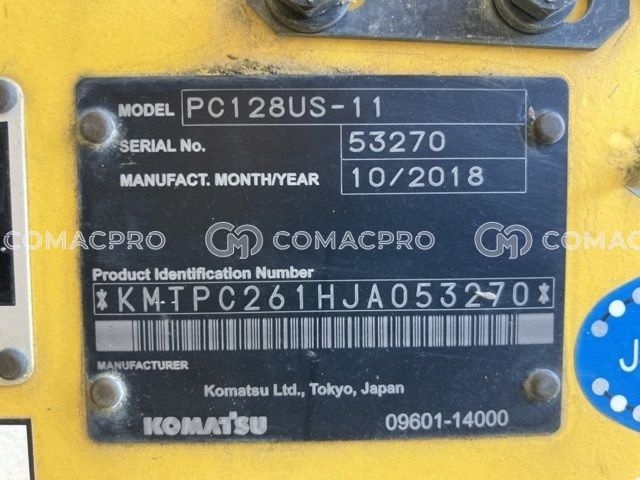 MODEL PC128US-11
SERIAL No. 53270
MANUFACT. MONTH/YEAR 10/2018
COMACPRO COMACPRO COMACPRO
Product Identification Number
*KMTPC261HJA053270*
MANUFACTURER
Komatsu Ltd., Tokyo, Japan
KOMATSU 09601-14000
J